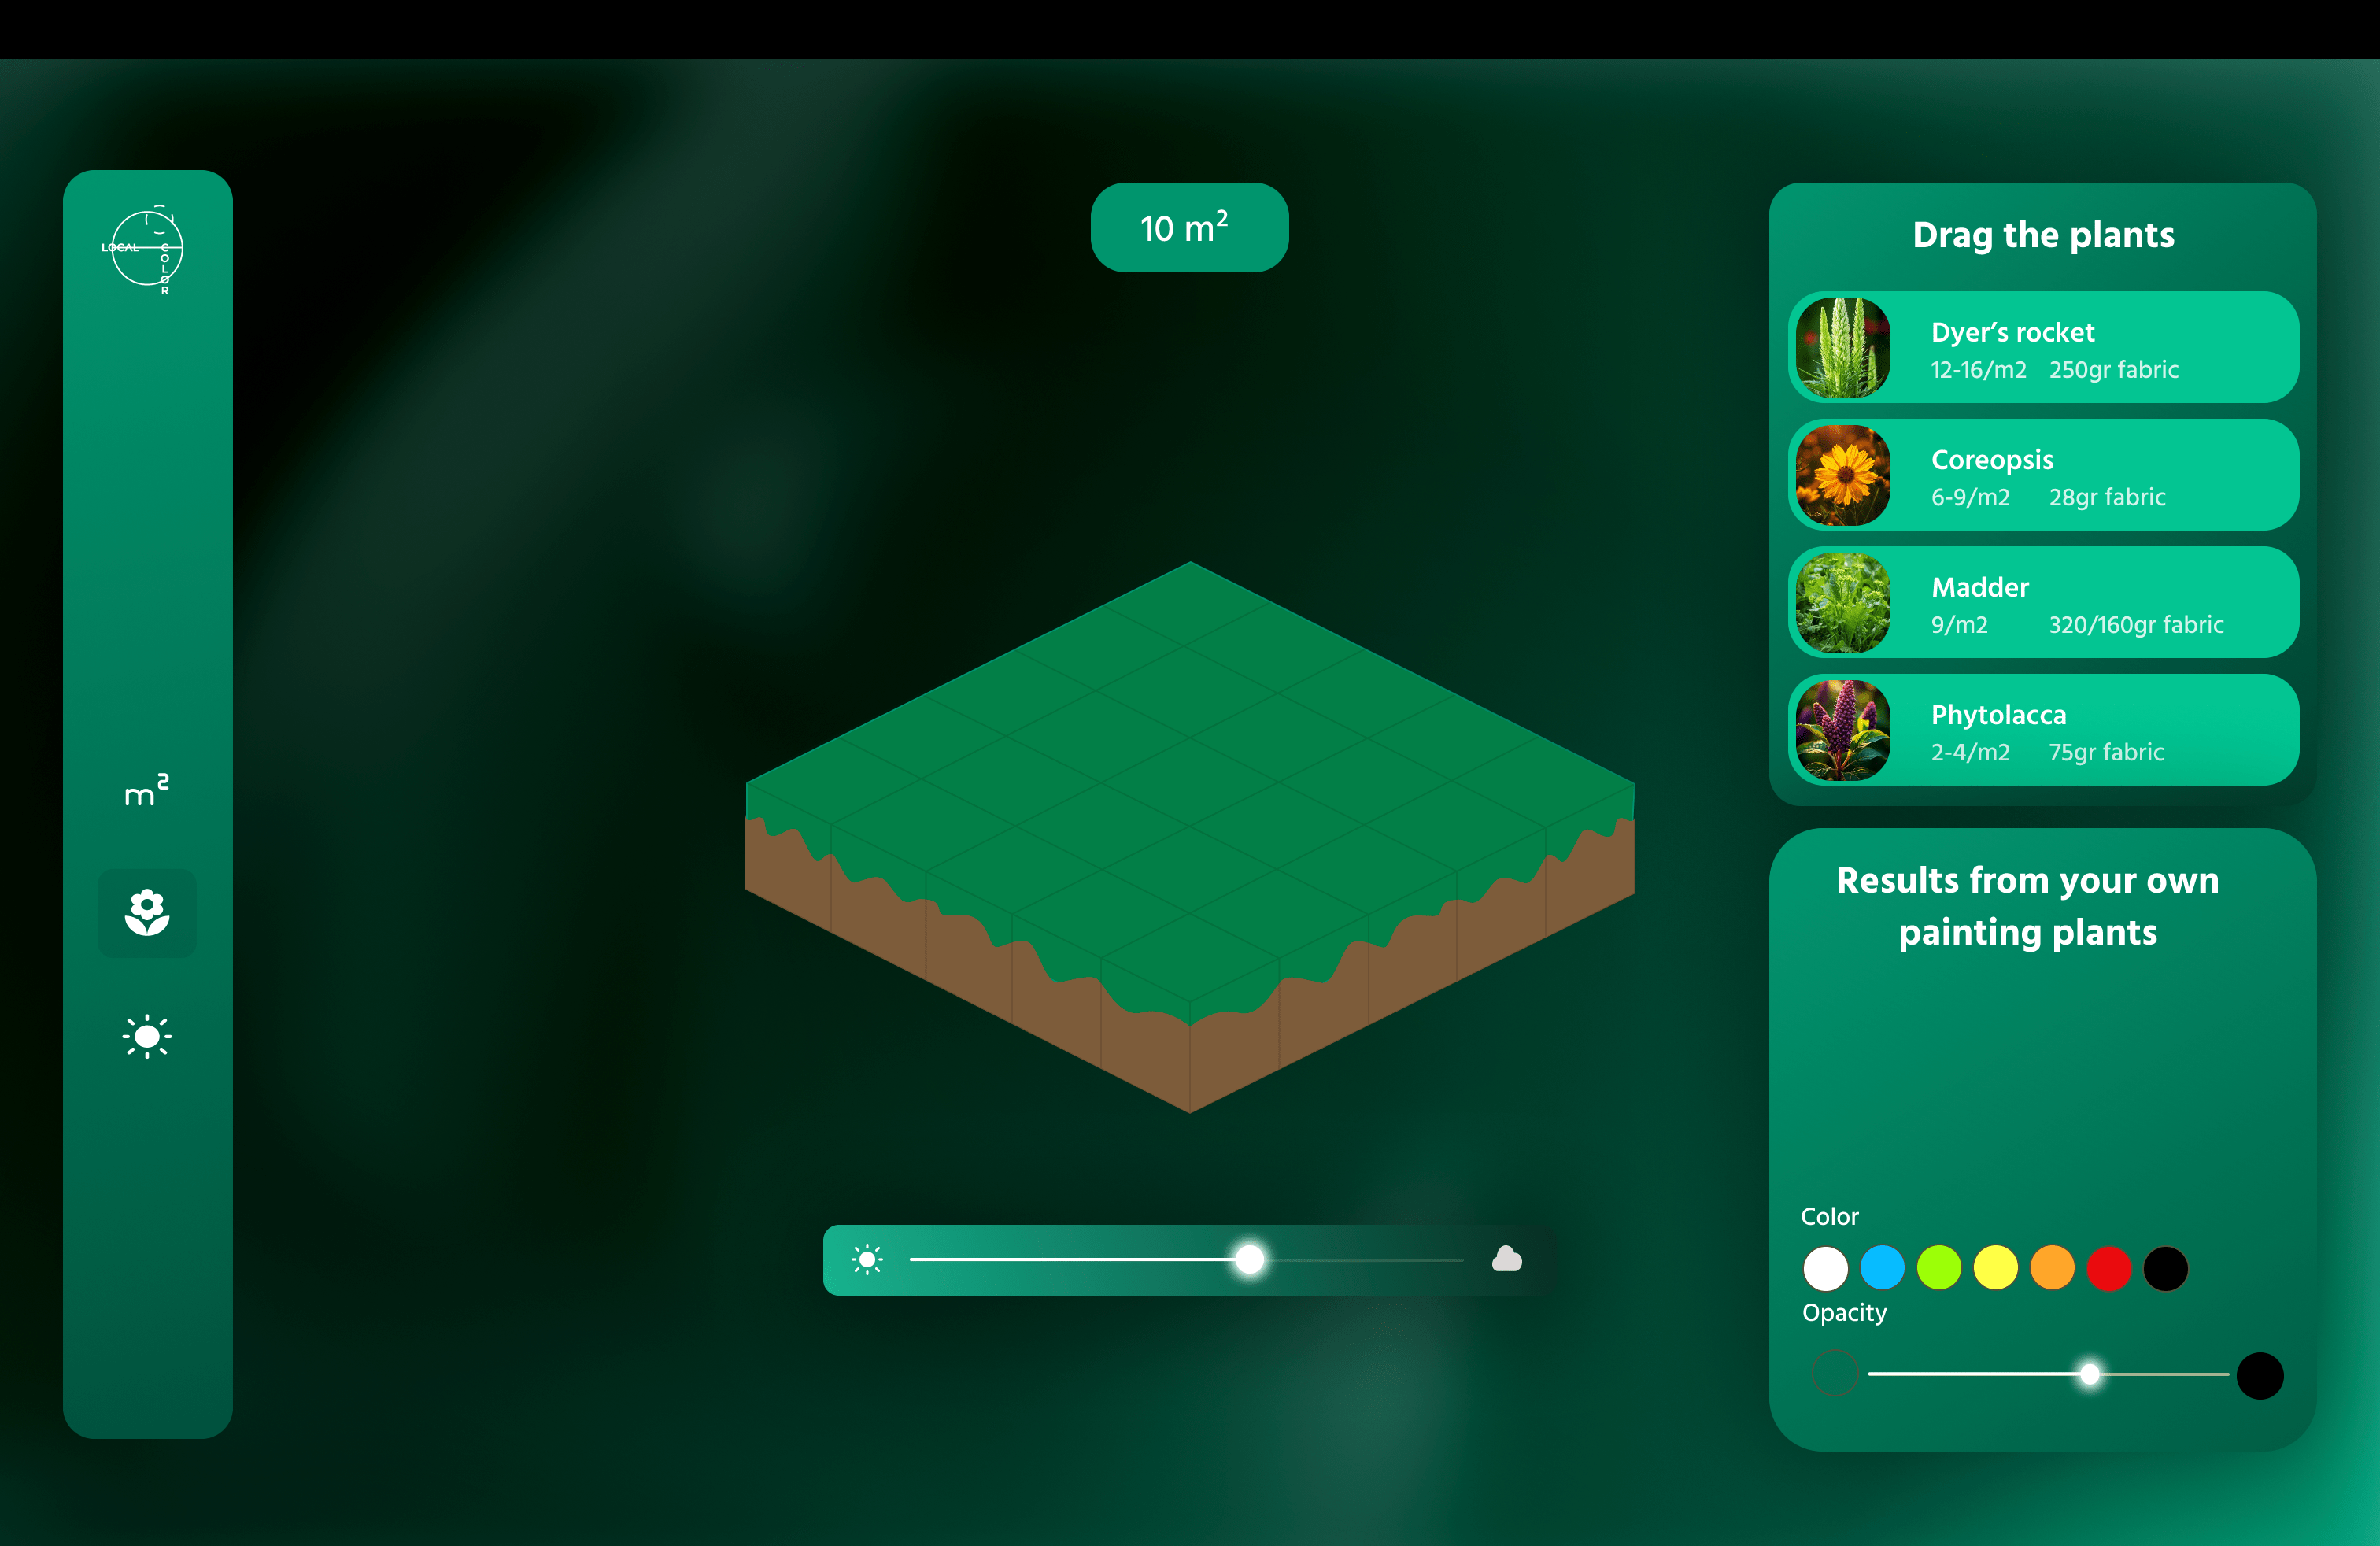 LOCAL
COLOR
m²
10 m²
Drag the plants
Dyer’s rocket
12-16/m2 250gr fabric
Coreopsis
6-9/m2 28gr fabric
Madder
9/m2 320/160gr fabric
Phytolacca
2-4/m2 75gr fabric
Results from your own
painting plants
Color
Opacity